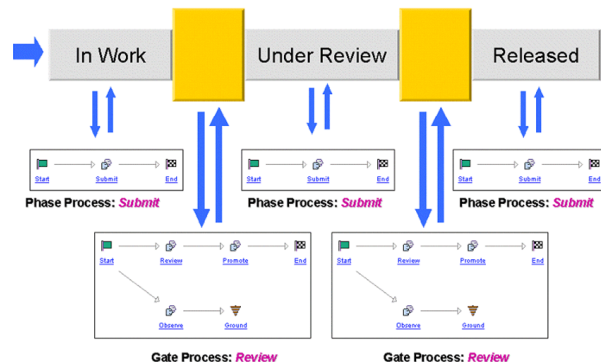 In Work
Under Review
Released
Start Submit End
Phase Process: Submit
Start Submit End
Phase Process: Submit
Start Submit End
Phase Process: Submit
Start Review Promote End
Observe Ground
Gate Process: Review
Start Review Promote End
Observe Ground
Gate Process: Review